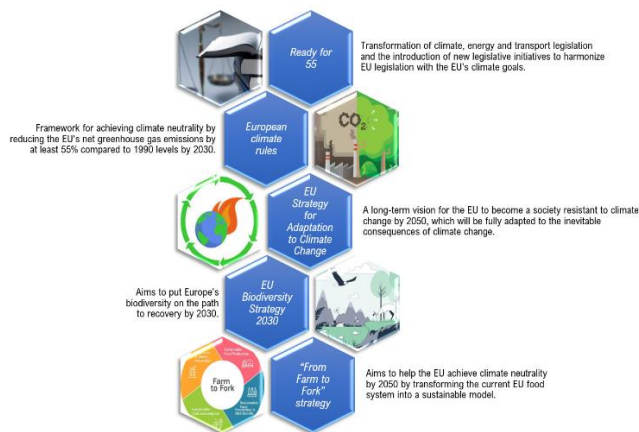 Ready for
55
Transformation of climate, energy and transport legislation
and the introduction of new legislative initiatives to harmonize
EU legislation with the EU's climate goals.
Framework for achieving climate neutrality by
reducing the EU's net greenhouse gas emissions by
at least 55% compared to 1990 levels by 2030.
European
climate
rules
CO2
EU
Strategy
for
Adaptation
to Climate
Change
A long-term vision for the EU to become a society resistant to climate
change by 2050, which will be fully adapted to the inevitable
consequences of climate change.
Aims to put Europe's
biodiversity on the path
to recovery by 2030.
EU
Biodiversity
Strategy
2030
Farm
to Fork
"From
Farm to
Fork"
strategy
Aims to help the EU achieve climate neutrality
by 2050 by transforming the current EU food
system into a sustainable model.